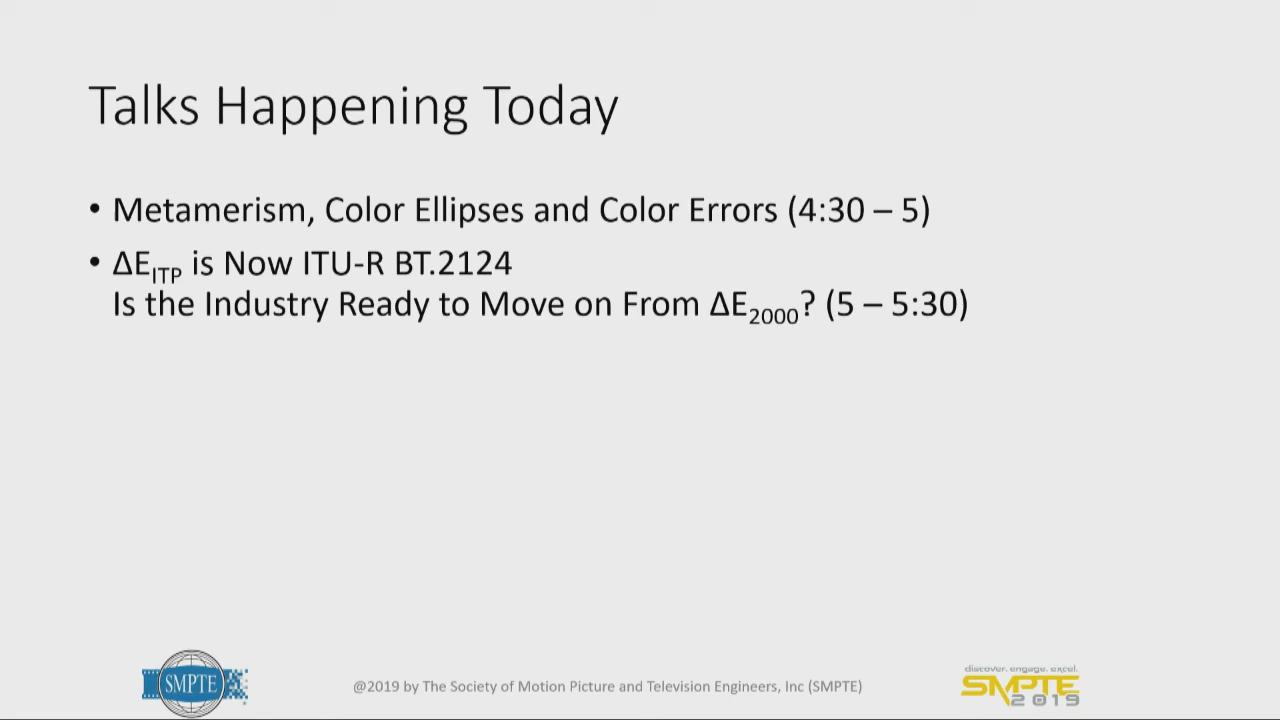 Talks Happening Today
• Metamerism, Color Ellipses and Color Errors (4:30 – 5)
• ΔE_ITP is Now ITU-R BT.2124
Is the Industry Ready to Move on From ΔE_2000? (5 – 5:30)
SMPTE
@2019 by The Society of Motion Picture and Television Engineers, Inc (SMPTE)
discover. engage. excel.
SMPTE
2019